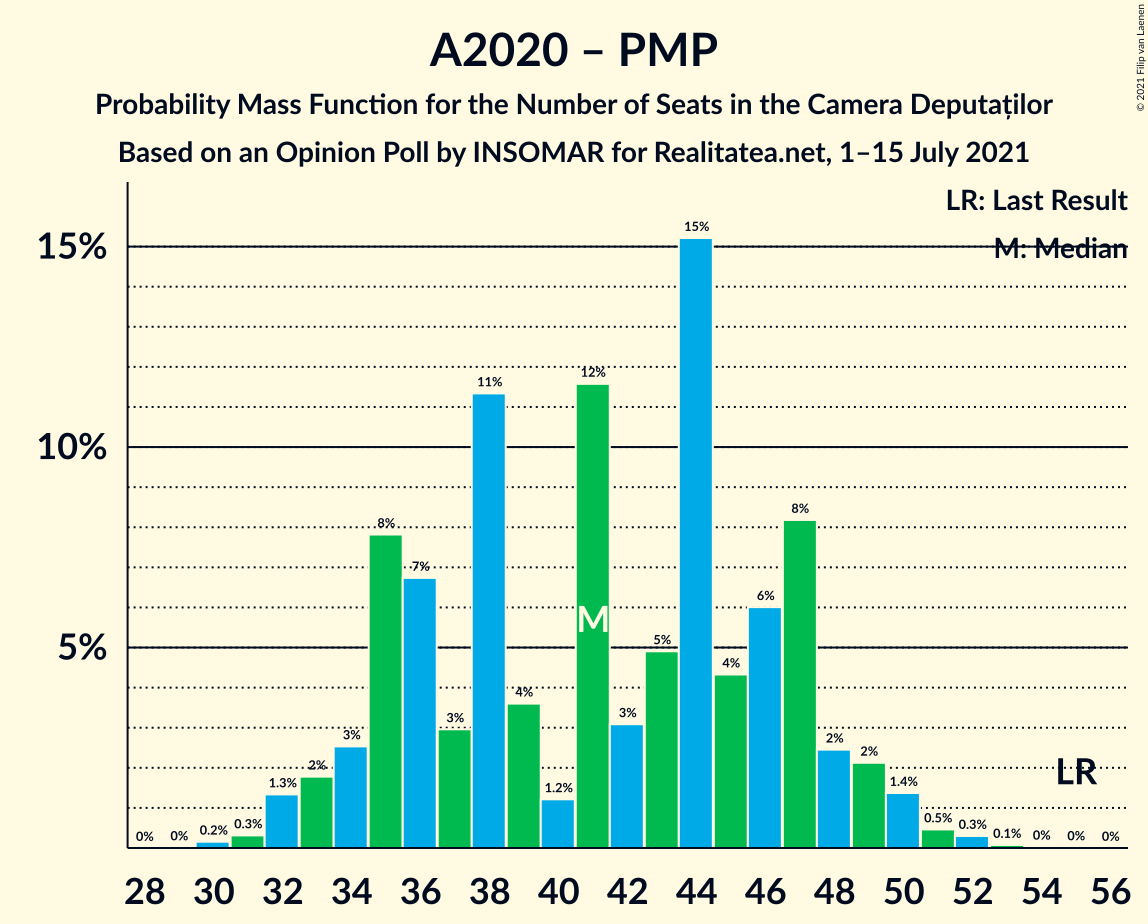 A2020 – PMP
Probability Mass Function for the Number of Seats in the Camera Deputaților
Based on an Opinion Poll by INSOMAR for Realitatea.net, 1–15 July 2021
© 2021 Filip van Laenen
LR: Last Result
M: Median
15%
10%
5%
0% 0% 0.2% 0.3% 1.3% 2% 3% 8% 7% 3% 11% 4% 1.2% 12% 3% 5% 15% 4% 6% 8% 2% 2% 1.4% 0.5% 0.3% 0.1% 0% 0% 0%
M
LR
28 30 32 34 36 38 40 42 44 46 48 50 52 54 56